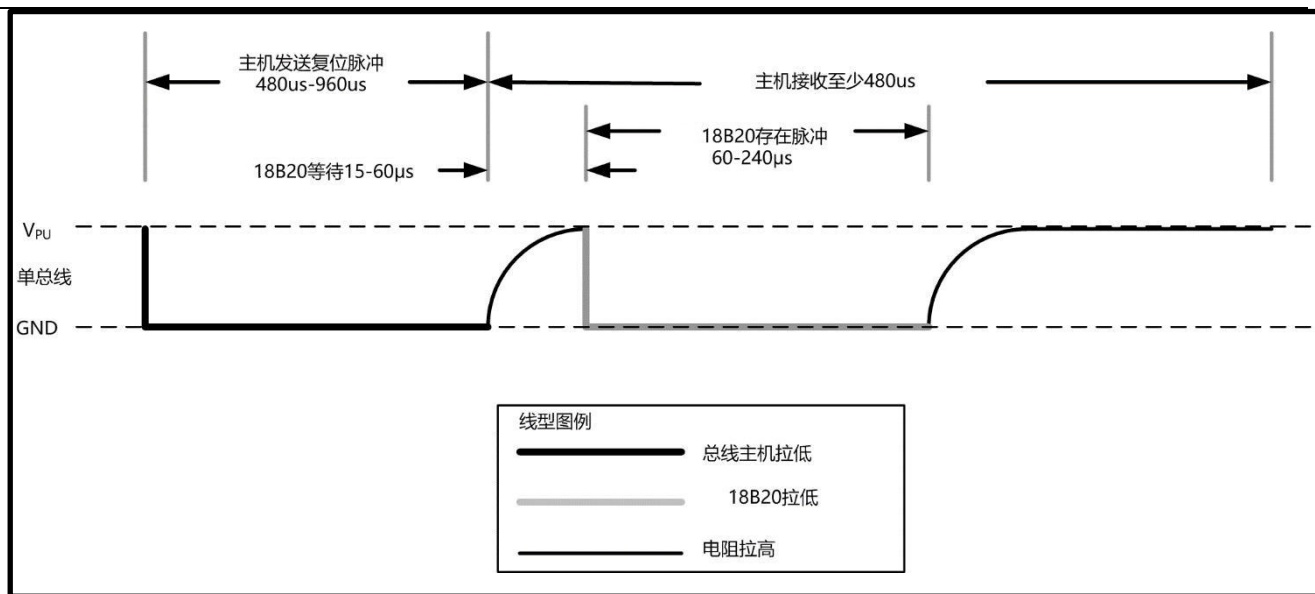 主机发送复位脉冲
480us-960us
主机接收至少480us
18B20存在脉冲
60-240μs
18B20等待15-60μs
VPU
单总线
GND
线型图例
总线主机拉低
18B20拉低
电阻拉高